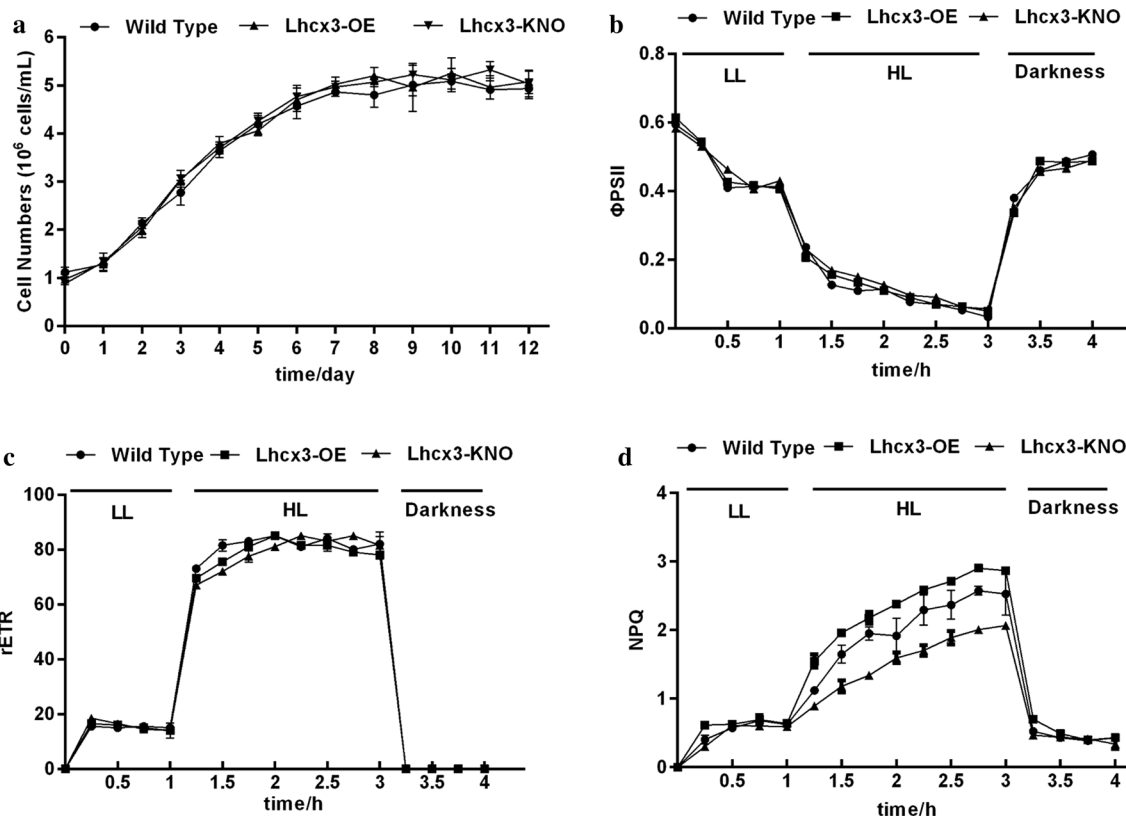 a
Wild Type Lhcx3-OE Lhcx3-KNO
Cell Numbers (10⁶ cells/mL)
6
5
4
3
2
1
0
0 1 2 3 4 5 6 7 8 9 10 11 12
time/day
b
Wild Type Lhcx3-OE Lhcx3-KNO
LL HL Darkness
ΦPSII
0.8
0.6
0.4
0.2
0.0
0.5 1 1.5 2 2.5 3 3.5 4
time/h
c
Wild Type Lhcx3-OE Lhcx3-KNO
LL HL Darkness
rETR
100
80
60
40
20
0
0.5 1 1.5 2 2.5 3 3.5 4
time/h
d
Wild Type Lhcx3-OE Lhcx3-KNO
LL HL Darkness
NPQ
4
3
2
1
0
0.5 1 1.5 2 2.5 3 3.5 4
time/h